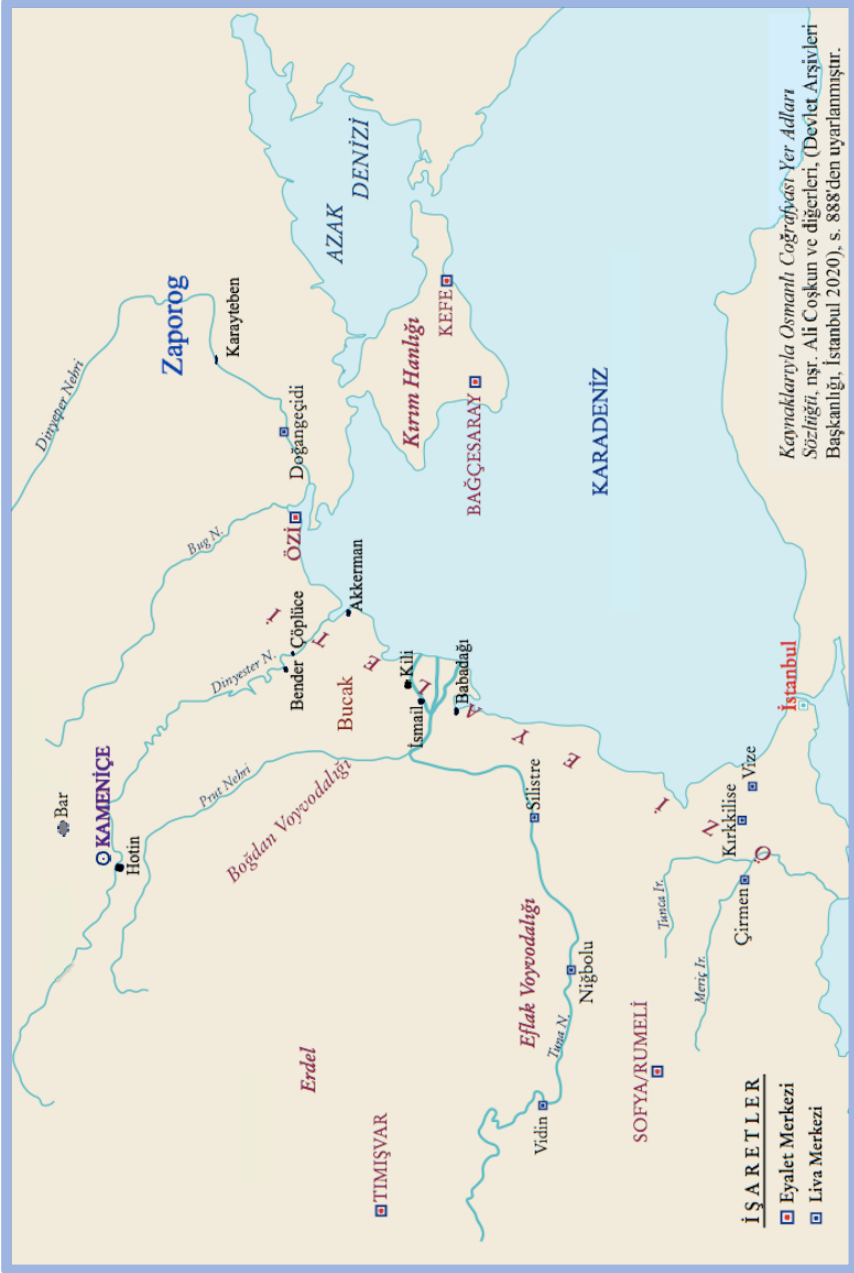 Dinyeper Nehri
Zaporog
Karayteben
Bug N.
Doğangeçidi
AZAK
DENİZİ
Bar
KAMENİÇE
Hotin
Dinyester N.
Çöplüce
Bender
ÖZİ
Akkerman
Kırım Hanlığı
KEFE
BAĞÇESARAY
Prut Nehri
Boğdan Voyvodalığı
Bucak
Kili
İsmail
Babadağı
Erdel
TIMIŞVAR
Eflak Voyvodalığı
Silistre
Tuna N.
Niğbolu
Vidin
KARADENİZ
Ö N İ E Y A L E T İ
SOFYA/RUMELİ
Tunca Ir.
Meriç Ir.
Çirmen
Kırkkilise
Vize
İstanbul
İŞARETLER
Eyalet Merkezi
Liva Merkezi
Kaynaklarıyla Osmanlı Coğrafyası Yer Adları
Sözlüğü, nşr. Ali Coşkun ve diğerleri, (Devlet Arşivleri
Başkanlığı, İstanbul 2020), s. 888'den uyarlanmıştır.